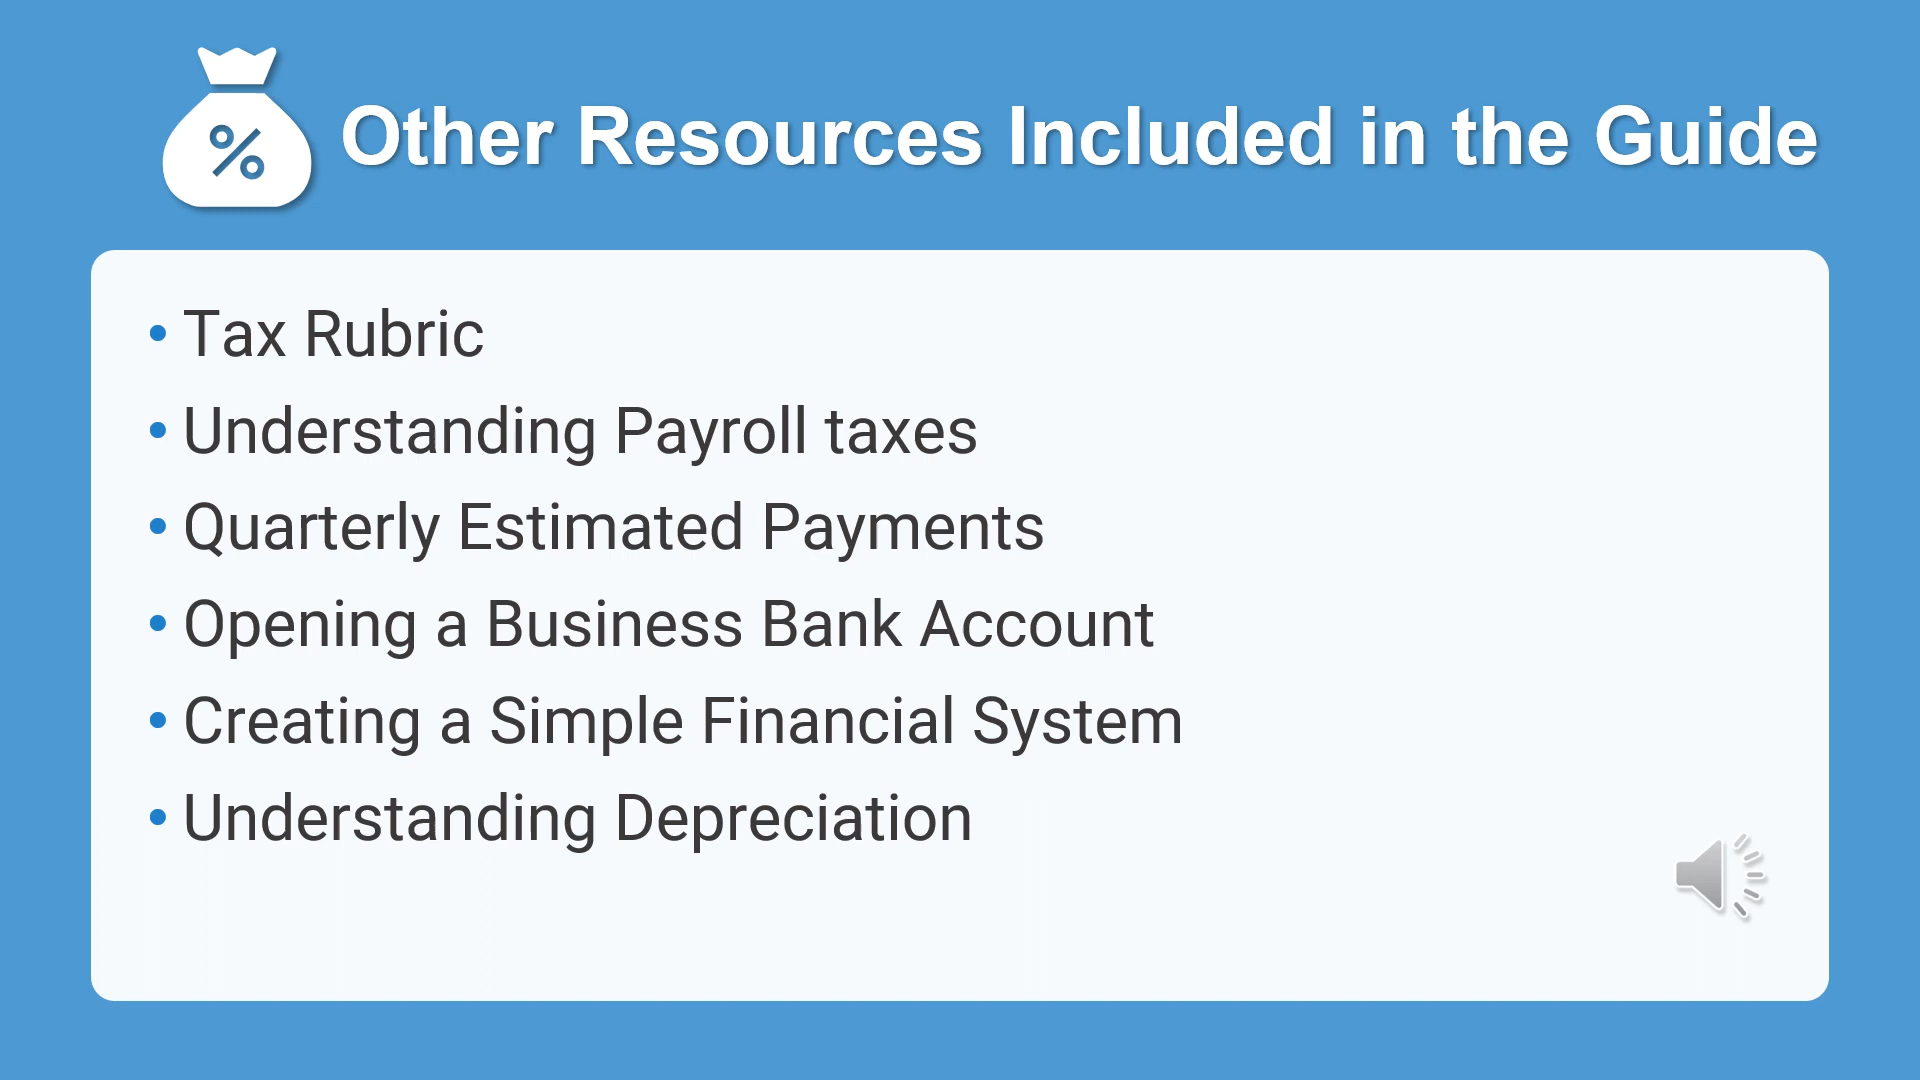 Other Resources Included in the Guide
• Tax Rubric
• Understanding Payroll taxes
• Quarterly Estimated Payments
• Opening a Business Bank Account
• Creating a Simple Financial System
• Understanding Depreciation